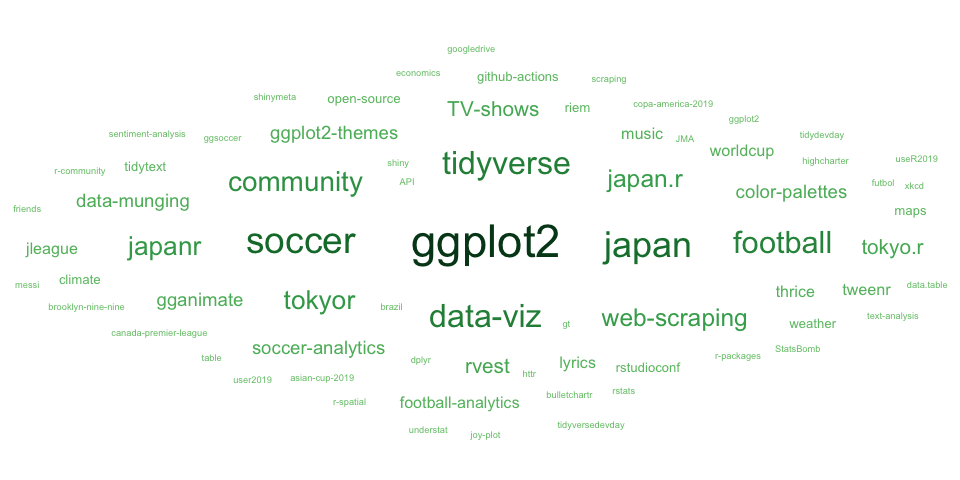 googledrive
economics
github-actions
scraping
shinymeta
open-source
TV-shows
riem
copa-america-2019
ggplot2
sentiment-analysis
ggsoccer
ggplot2-themes
music
JMA
tidydevday
worldcup
r-community
tidytext
shiny
tidyverse
highcharter
useR2019
community
API
japan.r
color-palettes
futbol
xkcd
friends
data-munging
maps
jleague
japanr
soccer
ggplot2
japan
football
tokyo.r
messi
climate
thrice
tweenr
data.table
brooklyn-nine-nine
gganimate
tokyor
brazil
data-viz
gt
web-scraping
weather
text-analysis
canada-premier-league
soccer-analytics
StatsBomb
table
dplyr
rvest
httr
lyrics
rstudioconf
r-packages
user2019
asian-cup-2019
bulletchartr
rstats
r-spatial
football-analytics
understat
joy-plot
tidyversedevday